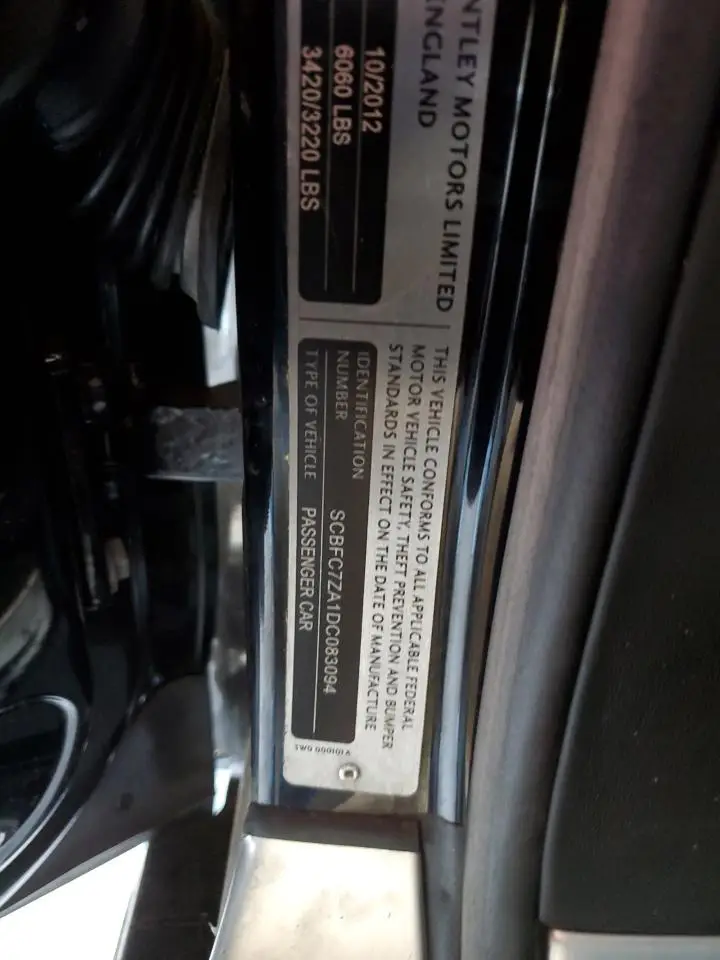 NTLEY MOTORS LIMITED
NGLAND
10/2012
6060 LBS
3420/3220 LBS
THIS VEHICLE CONFORMS TO ALL APPLICABLE FEDERAL
MOTOR VEHICLE SAFETY, THEFT PREVENTION AND BUMPER
STANDARDS IN EFFECT ON THE DATE OF MANUFACTURE
IDENTIFICATION
NUMBER SCBFC7ZA1DC083094
TYPE OF VEHICLE PASSENGER CAR